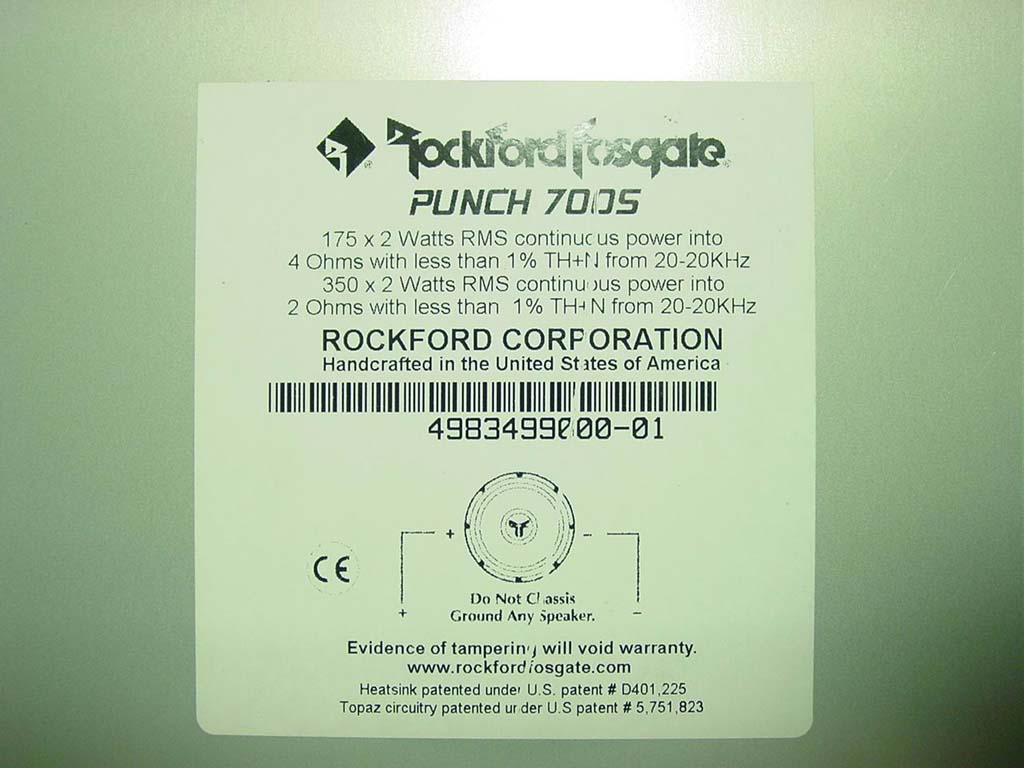 Rockford Fosgate®
PUNCH 700S
175 x 2 Watts RMS continuous power into
4 Ohms with less than 1% TH+N from 20-20KHz
350 x 2 Watts RMS continuous power into
2 Ohms with less than 1% TH+N from 20-20KHz
ROCKFORD CORPORATION
Handcrafted in the United States of America
4983499000-01
+ −
CE
Do Not Chassis
+ Ground Any Speaker. −
Evidence of tampering will void warranty.
www.rockfordfosgate.com
Heatsink patented under U.S. patent # D401,225
Topaz circuitry patented under U.S patent # 5,751,823